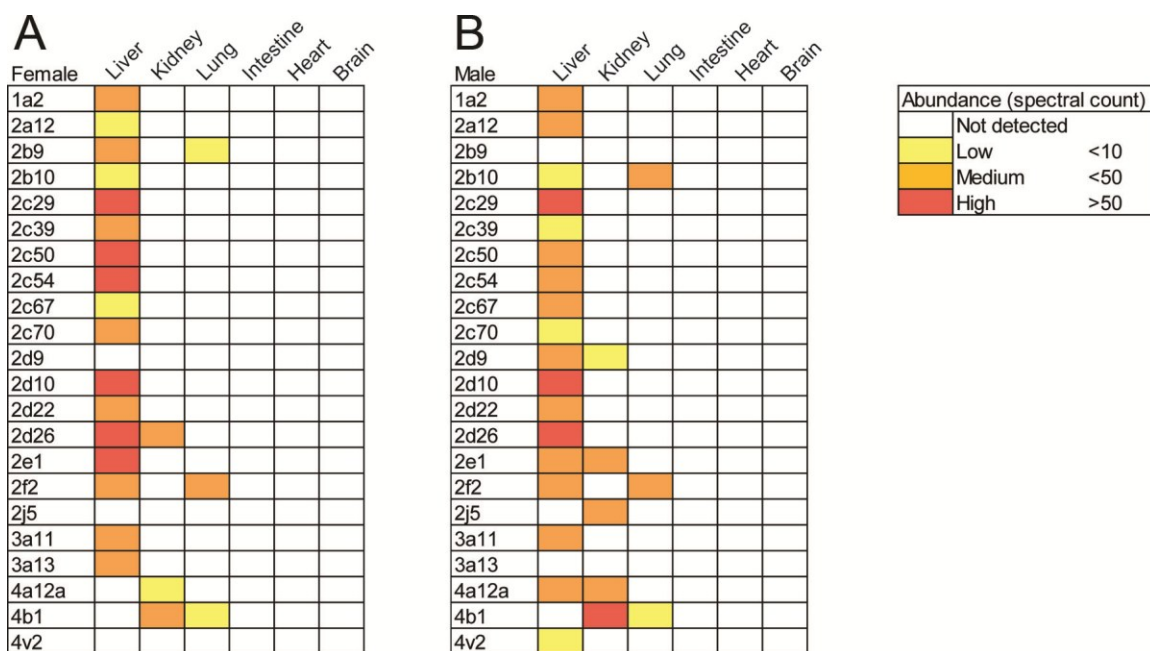 A
Female Liver Kidney Lung Intestine Heart Brain
1a2
2a12
2b9
2b10
2c29
2c39
2c50
2c54
2c67
2c70
2d9
2d10
2d22
2d26
2e1
2f2
2j5
3a11
3a13
4a12a
4b1
4v2
B
Male Liver Kidney Lung Intestine Heart Brain
1a2
2a12
2b9
2b10
2c29
2c39
2c50
2c54
2c67
2c70
2d9
2d10
2d22
2d26
2e1
2f2
2j5
3a11
3a13
4a12a
4b1
4v2
Abundance (spectral count)
Not detected
Low <10
Medium <50
High >50